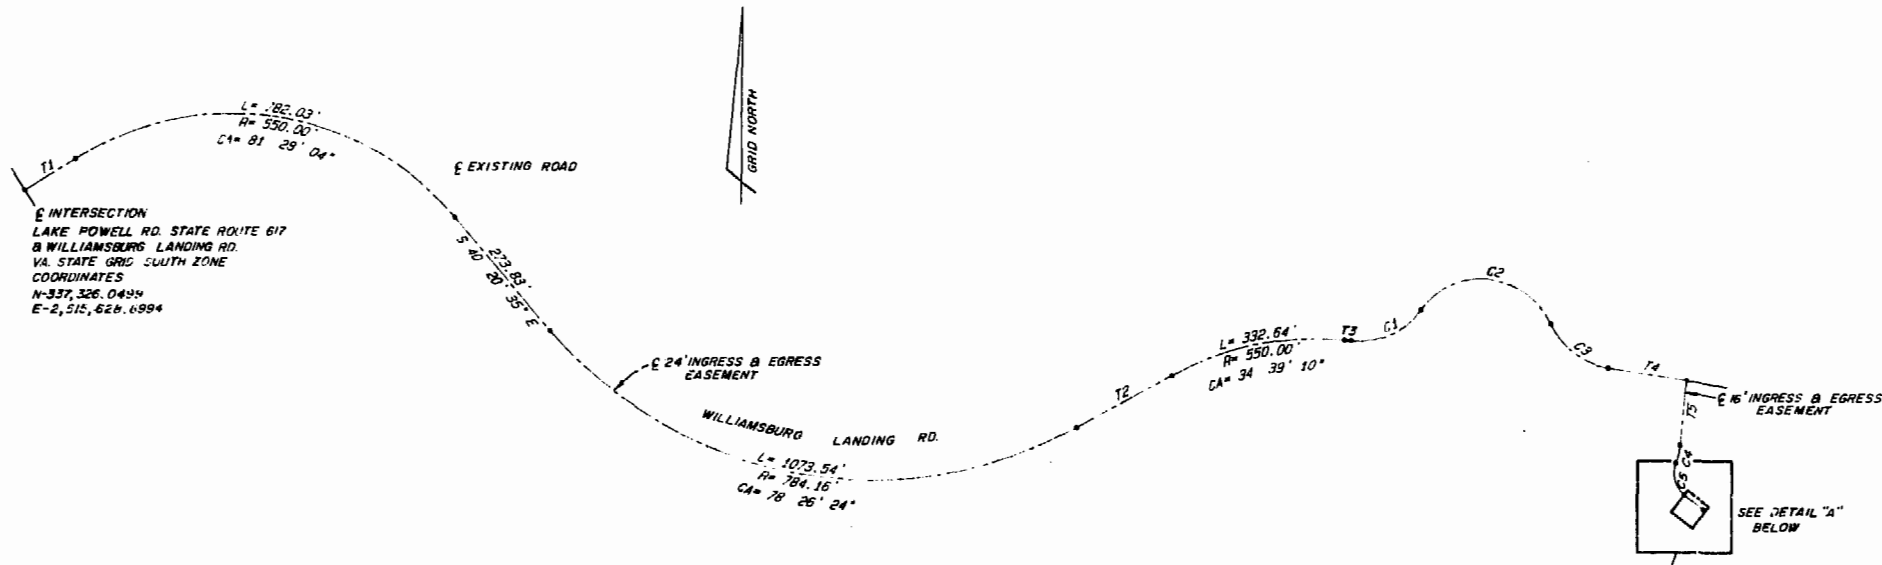 T1
L= 782.03'
R= 550.00'
CA= 81 29' 04"
℄ EXISTING ROAD
GRID NORTH
℄ INTERSECTION
LAKE POWELL RD. STATE ROUTE 617
& WILLIAMSBURG LANDING RD.
VA. STATE GRID SOUTH ZONE
COORDINATES
N-337,326.0499
E-2,515,628.6994
273.83'
S 40 20' 35" E
℄ 24' INGRESS & EGRESS
EASEMENT
WILLIAMSBURG LANDING RD.
L= 1073.54'
R= 784.16'
CA= 78 26' 24"
T2
L= 332.64'
R= 550.00'
CA= 34 39' 10"
T3
C1
C2
C3
T4
℄ 16' INGRESS & EGRESS
EASEMENT
T5
C4
C5
SEE DETAIL "A"
BELOW